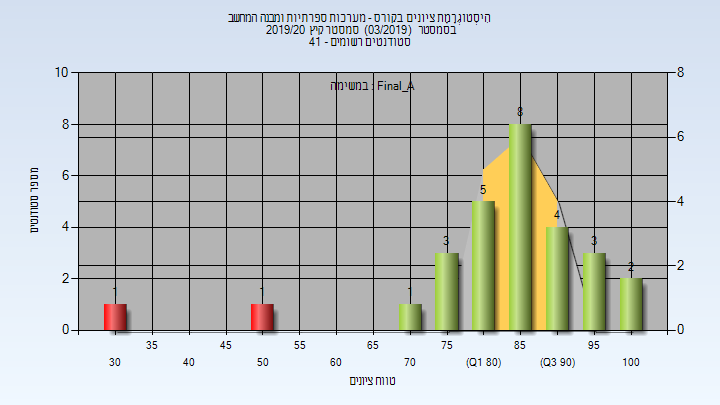 היסטוגרמת ציונים בקורס - מערכות ספרתיות ומבנה המחשב
בסמסטר (03/2019) סמסטר קיץ 2019/20
סטודנטים רשומים - 41
במשימה : Final_A
10 8 6 4 2 0
מספר סטודנטים
8 6 4 2 0
1 1 1 3 5 8 4 3 2
35 45 55 65 75 85 95
30 40 50 60 70 (Q1 80) (Q3 90) 100
טווח ציונים